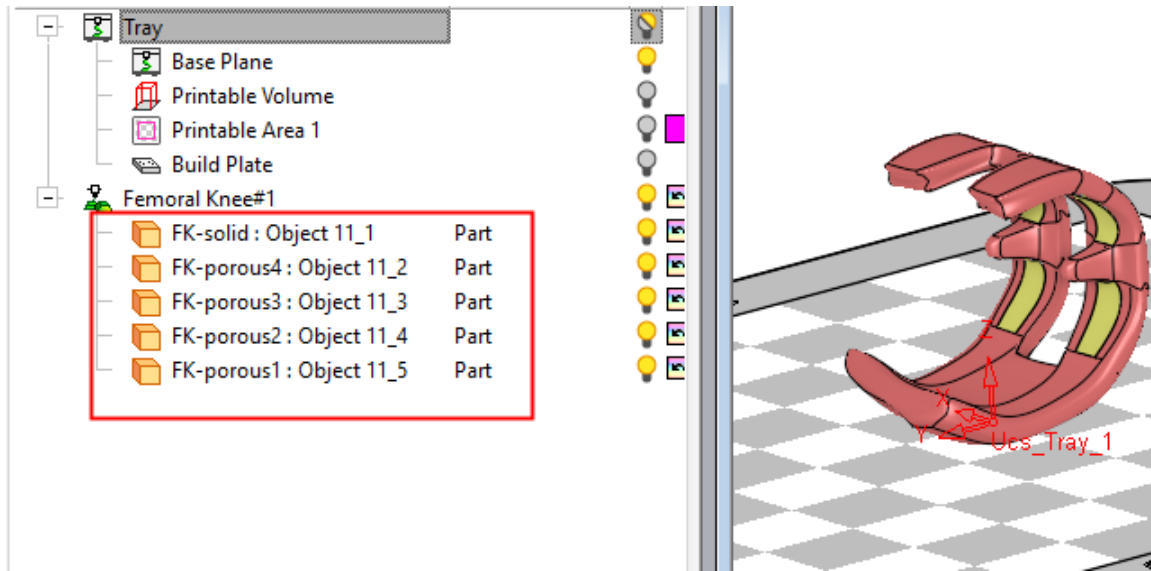 Tray
Base Plane
Printable Volume
Printable Area 1
Build Plate
Femoral Knee#1
FK-solid : Object 11_1 Part
FK-porous4 : Object 11_2 Part
FK-porous3 : Object 11_3 Part
FK-porous2 : Object 11_4 Part
FK-porous1 : Object 11_5 Part
Z
X
Y
Ucs_Tray_1